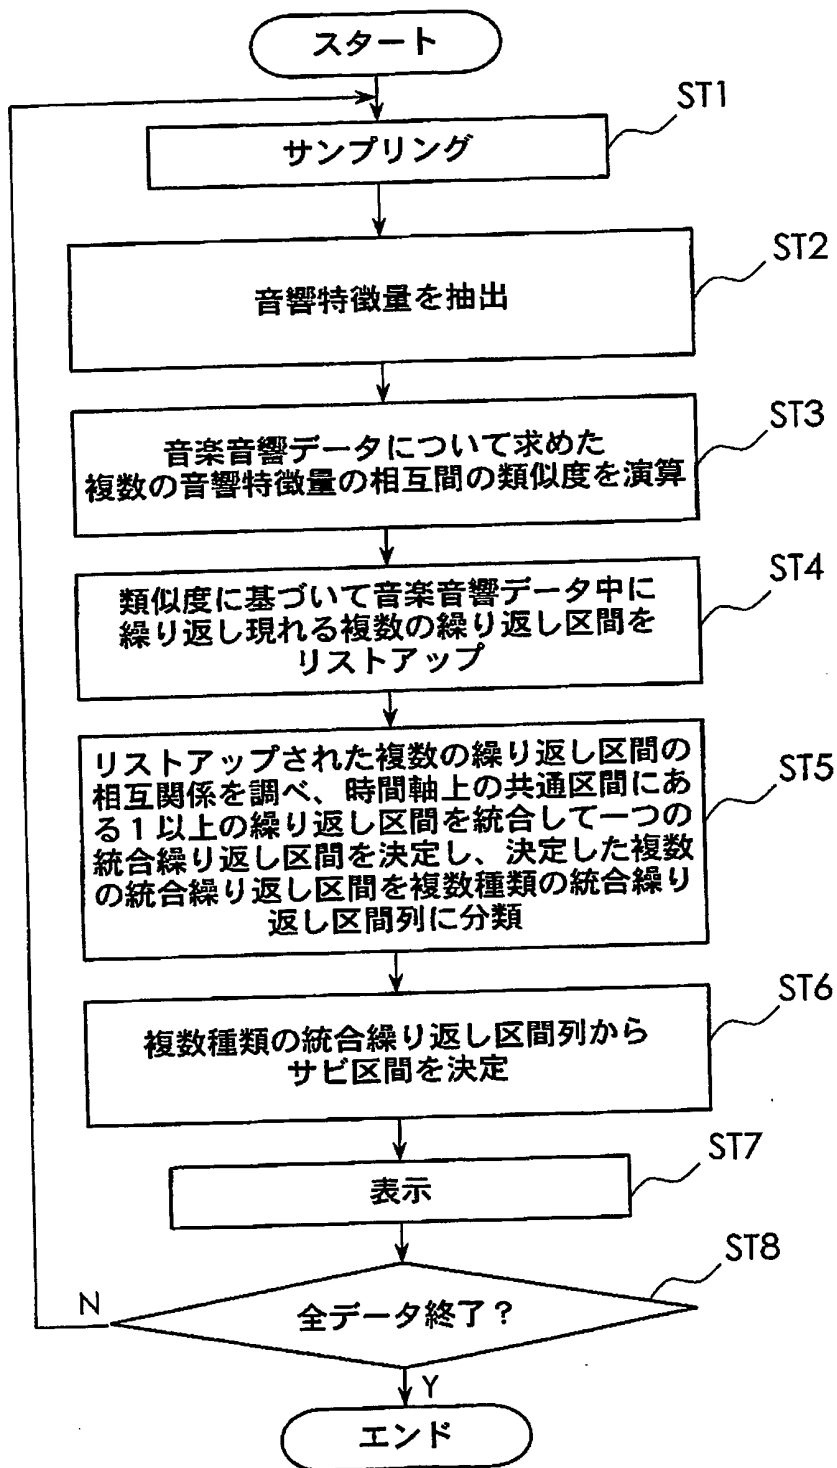 スタート
ST1
サンプリング
ST2
音響特徴量を抽出
ST3
音楽音響データについて求めた
複数の音響特徴量の相互間の類似度を演算
ST4
類似度に基づいて音楽音響データ中に
繰り返し現れる複数の繰り返し区間を
リストアップ
ST5
リストアップされた複数の繰り返し区間の
相互関係を調べ、時間軸上の共通区間にあ
る1以上の繰り返し区間を統合して一つの
統合繰り返し区間を決定し、決定した複数
の統合繰り返し区間を複数種類の統合繰り
返し区間列に分類
ST6
複数種類の統合繰り返し区間列から
サビ区間を決定
ST7
表示
ST8
N
全データ終了?
Y
エンド